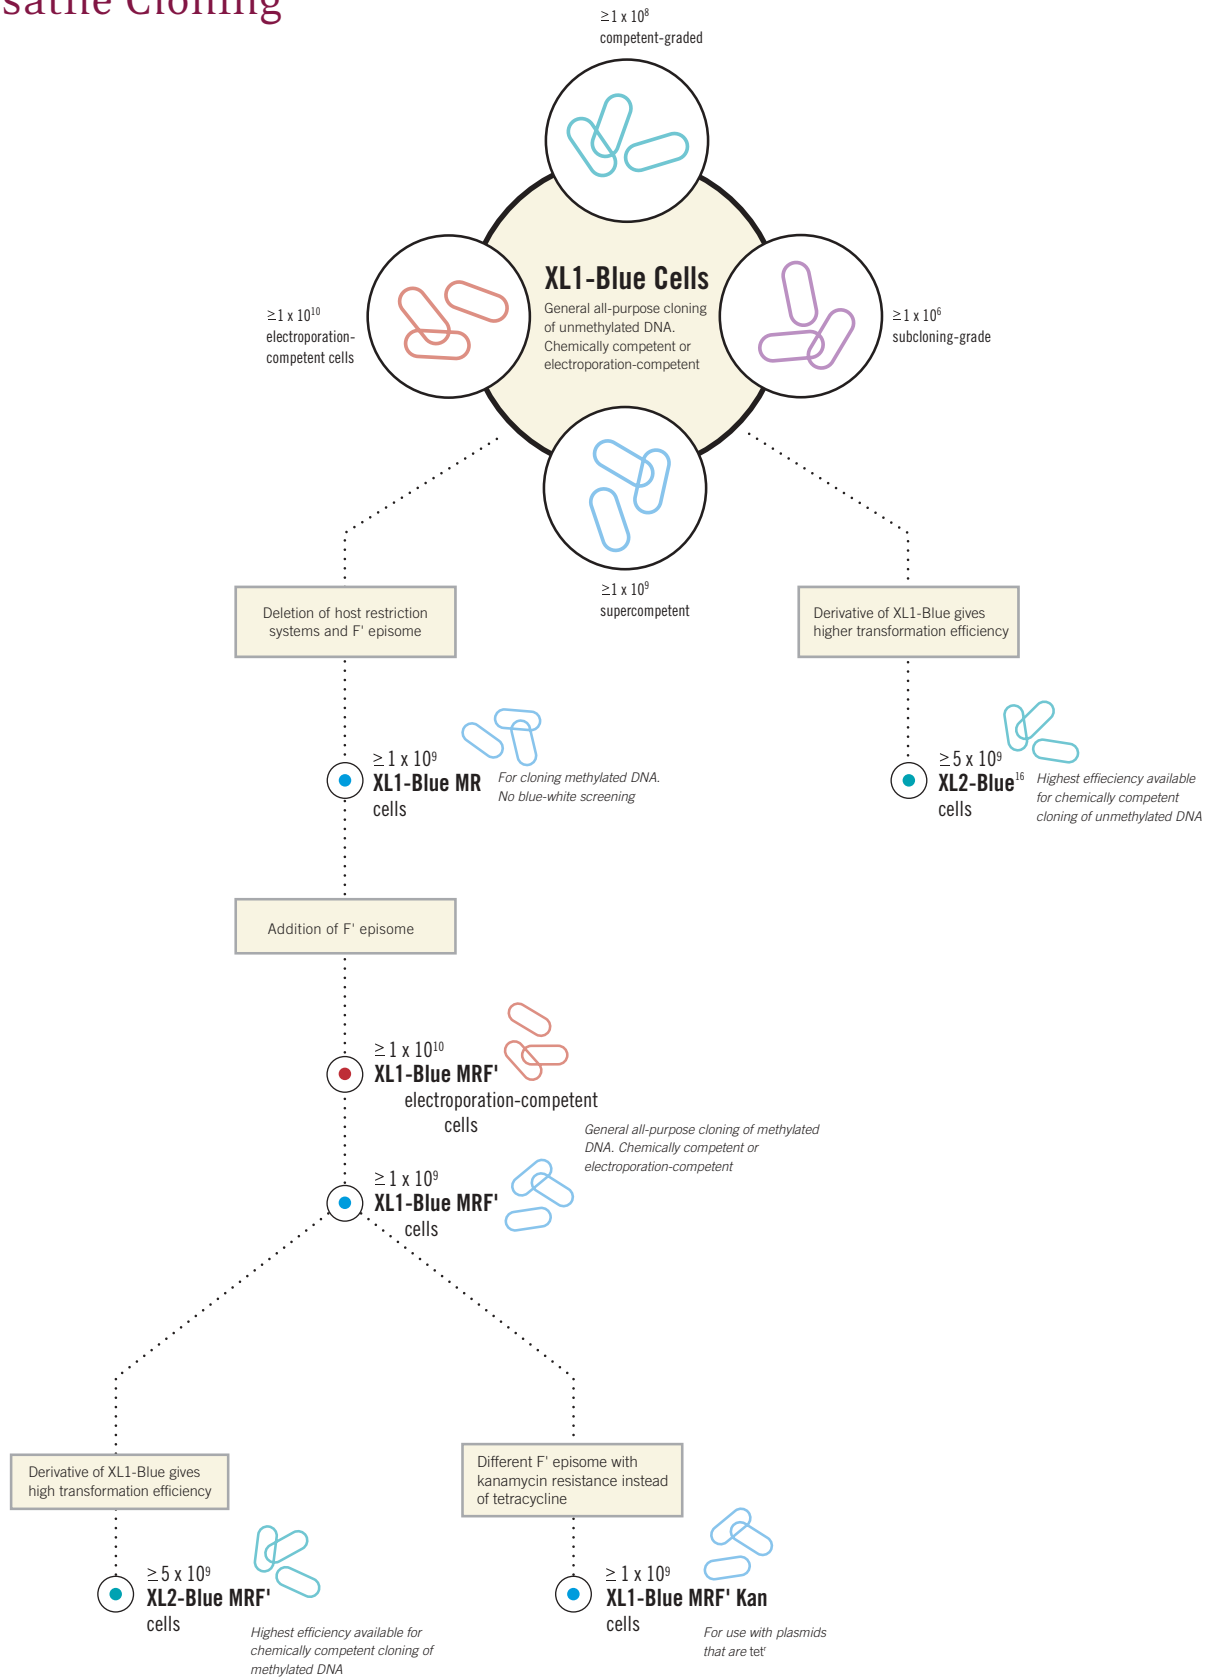 ≥1 x 10⁸
competent-graded
XL1-Blue Cells
General all-purpose cloning
of unmethylated DNA.
Chemically competent or
electroporation-competent
≥1 x 10¹⁰
electroporation-
competent cells
≥1 x 10⁶
subcloning-grade
≥1 x 10⁹
supercompetent
Deletion of host restriction
systems and F' episome
Derivative of XL1-Blue gives
higher transformation efficiency
≥ 1 x 10⁹
XL1-Blue MR
cells
For cloning methylated DNA.
No blue-white screening
≥ 5 x 10⁹
XL2-Blue¹⁶
cells
Highest effieciency available
for chemically competent
cloning of unmethylated DNA
Addition of F' episome
≥ 1 x 10¹⁰
XL1-Blue MRF'
electroporation-competent
cells
General all-purpose cloning of methylated
DNA. Chemically competent or
electroporation-competent
≥ 1 x 10⁹
XL1-Blue MRF'
cells
Derivative of XL1-Blue gives
high transformation efficiency
Different F' episome with
kanamycin resistance instead
of tetracycline
≥ 5 x 10⁹
XL2-Blue MRF'
cells
Highest efficiency available for
chemically competent cloning of
methylated DNA
≥ 1 x 10⁹
XL1-Blue MRF' Kan
cells
For use with plasmids
that are tetʳ